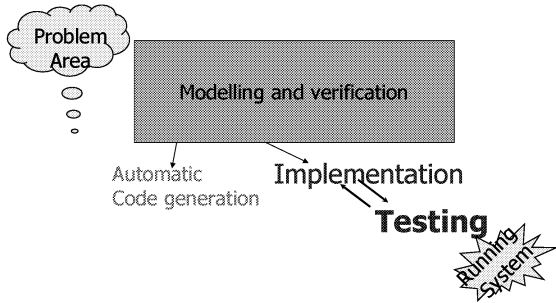 Problem
Area
Modelling and verification
Automatic
Code generation
Implementation
Testing
Running
System